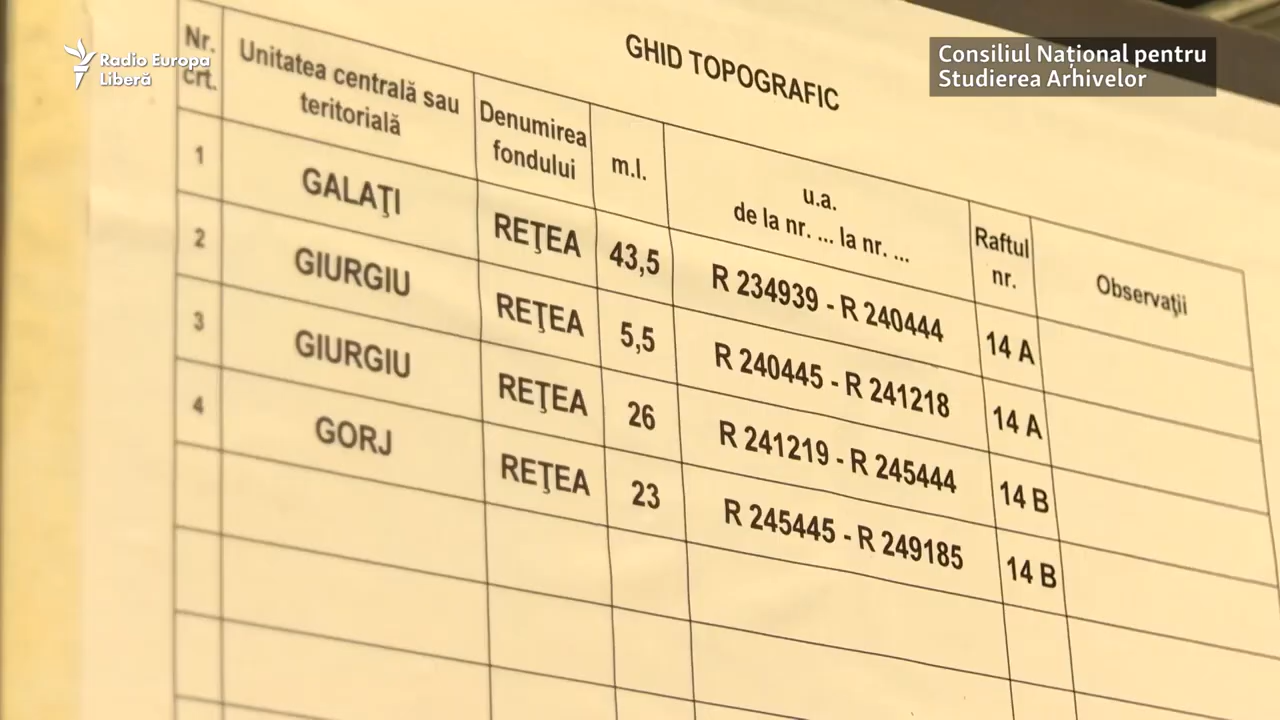 Radio Europa
Liberă
Consiliul Național pentru
Studierea Arhivelor
GHID TOPOGRAFIC
Nr.
crt.
Unitatea centrală sau
teritorială
Denumirea
fondului
m.l.
u.a.
de la nr. ... la nr. ...
Raftul
nr.
Observaţii
1 GALAŢI REŢEA 43,5 R 234939 - R 240444 14 A
2 GIURGIU REŢEA 5,5 R 240445 - R 241218 14 A
3 GIURGIU REŢEA 26 R 241219 - R 245444 14 B
4 GORJ REŢEA 23 R 245445 - R 249185 14 B